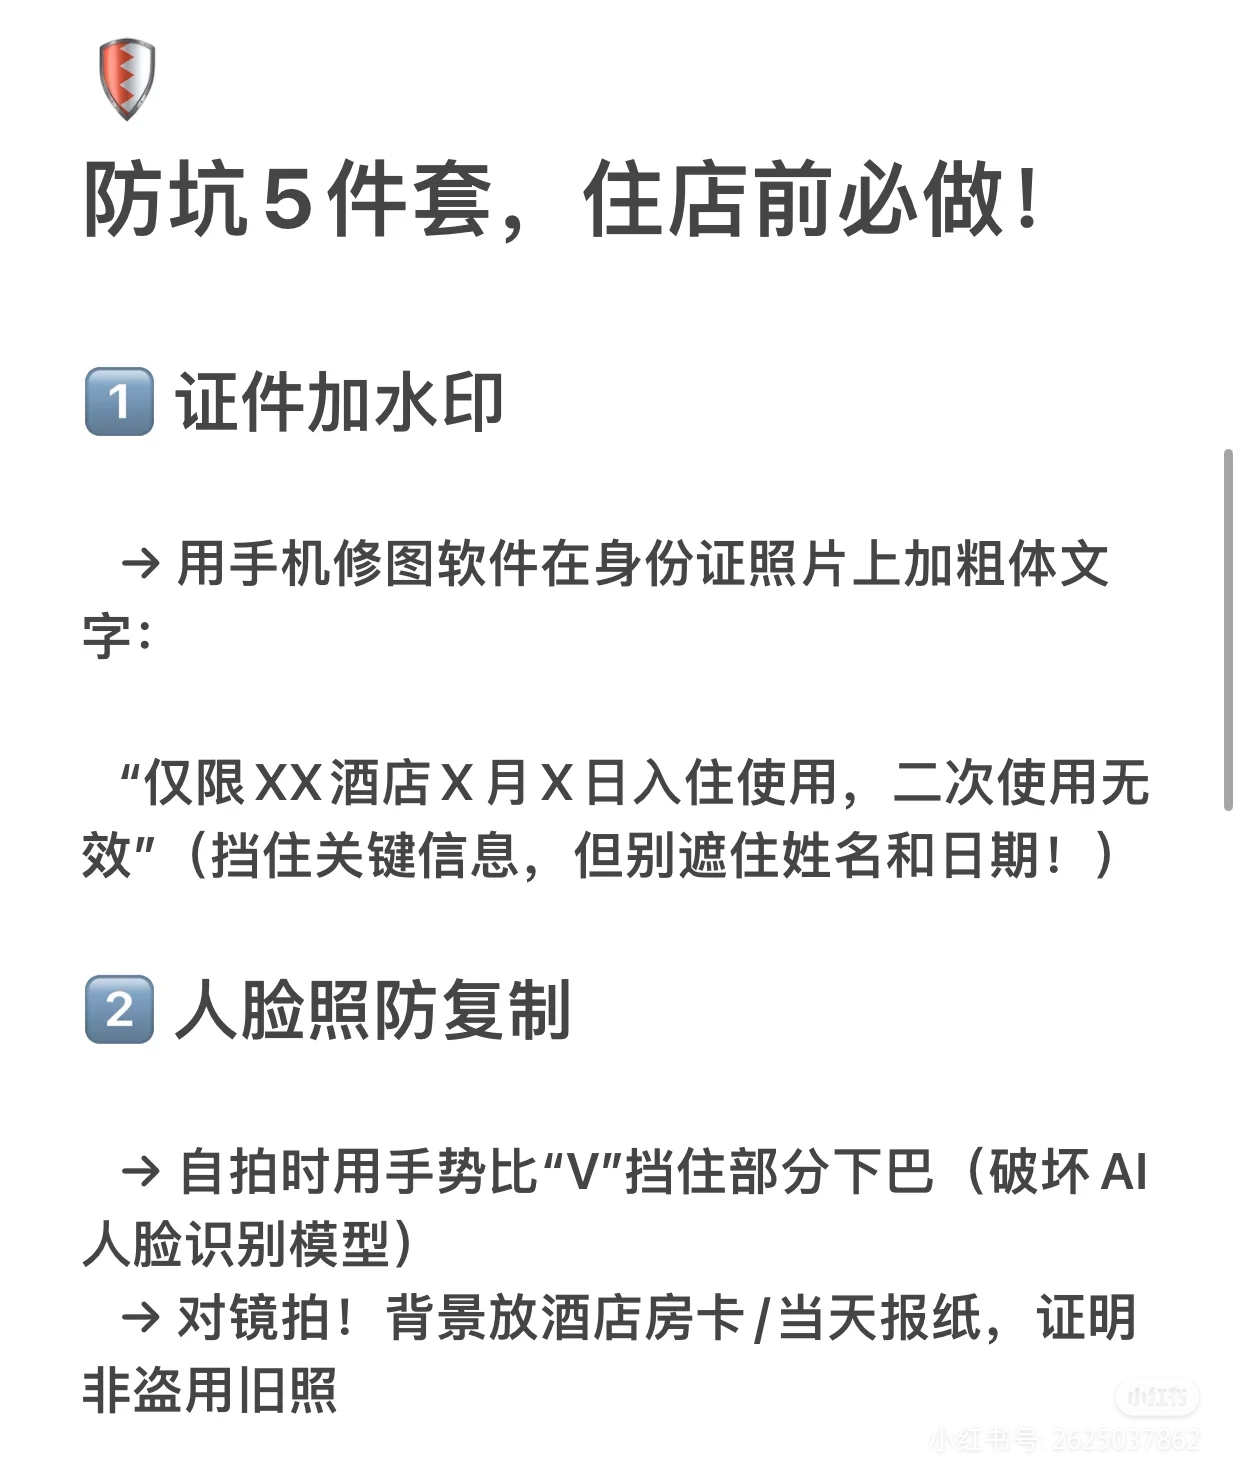 防坑5件套，住店前必做！
1 证件加水印
→ 用手机修图软件在身份证照片上加粗体文
字：
“仅限XX酒店X月X日入住使用，二次使用无
效”（挡住关键信息，但别遮住姓名和日期！）
2 人脸照防复制
→ 自拍时用手势比“V”挡住部分下巴（破坏AI
人脸识别模型）
→ 对镜拍！背景放酒店房卡/当天报纸，证明
非盗用旧照
小红书
小红书号: 2625037862